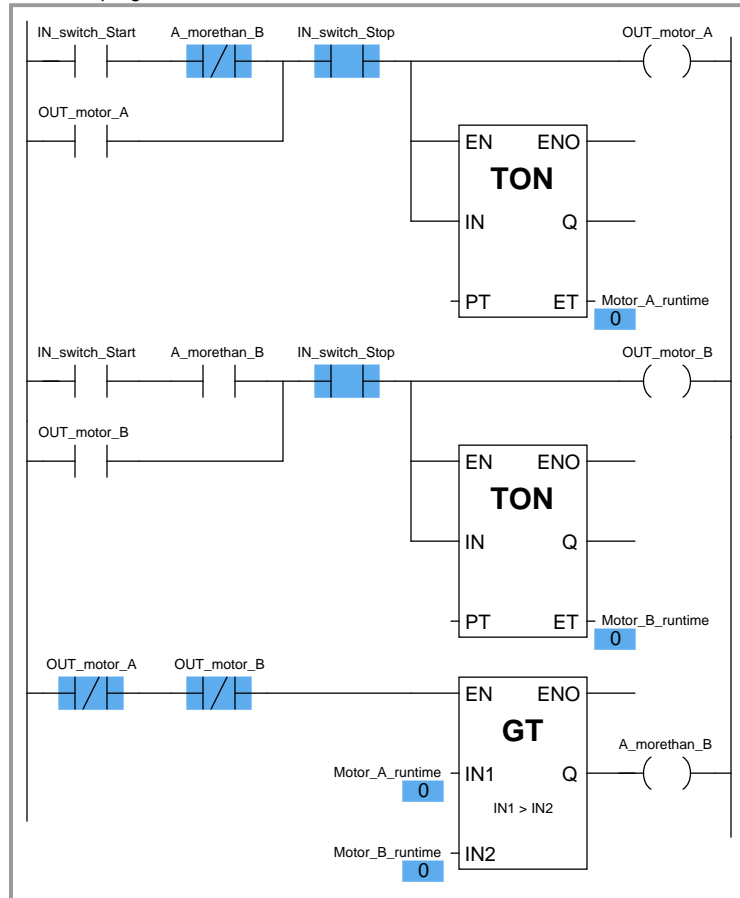 IN_switch_Start A_morethan_B IN_switch_Stop OUT_motor_A
OUT_motor_A
EN ENO
TON
IN Q
PT ET Motor_A_runtime
0
IN_switch_Start A_morethan_B IN_switch_Stop OUT_motor_B
OUT_motor_B
EN ENO
TON
IN Q
PT ET Motor_B_runtime
0
OUT_motor_A OUT_motor_B
EN ENO
GT
A_morethan_B
Motor_A_runtime IN1 Q
0
IN1 > IN2
Motor_B_runtime IN2
0